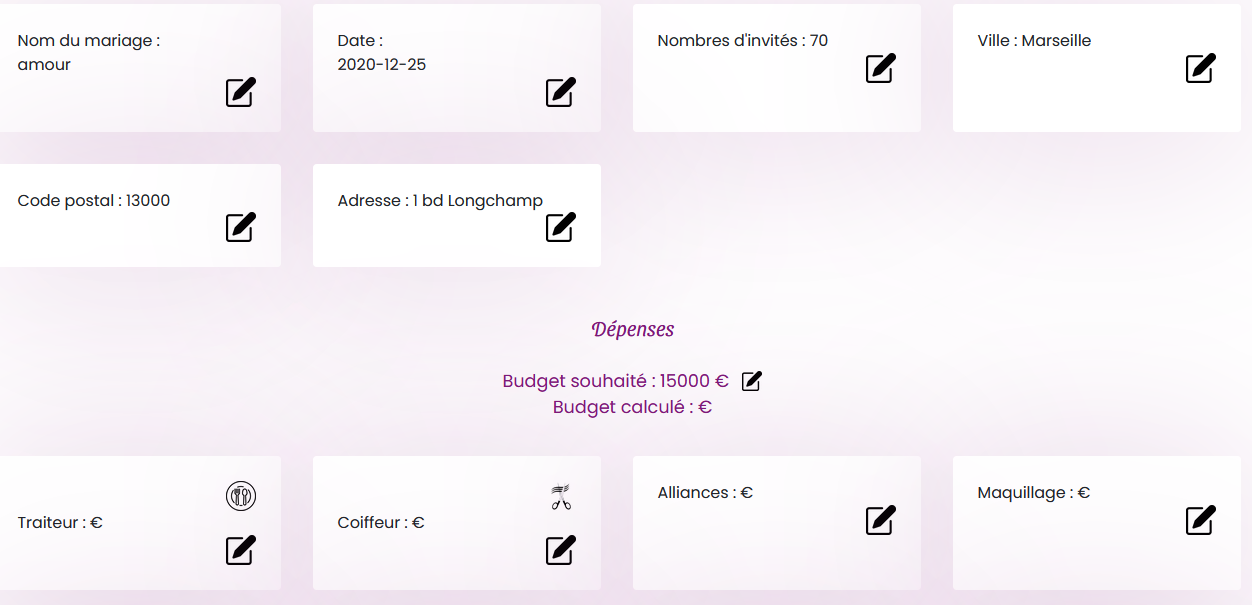 Nom du mariage :
amour
Date :
2020-12-25
Nombres d'invités : 70
Ville : Marseille
Code postal : 13000
Adresse : 1 bd Longchamp
Dépenses
Budget souhaité : 15000 €
Budget calculé : €
Traiteur : €
Coiffeur : €
Alliances : €
Maquillage : €